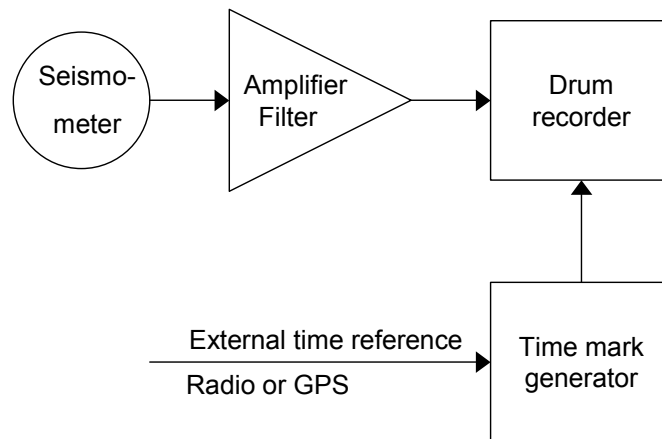 Seismo-
meter
Amplifier
Filter
Drum
recorder
External time reference
Radio or GPS
Time mark
generator